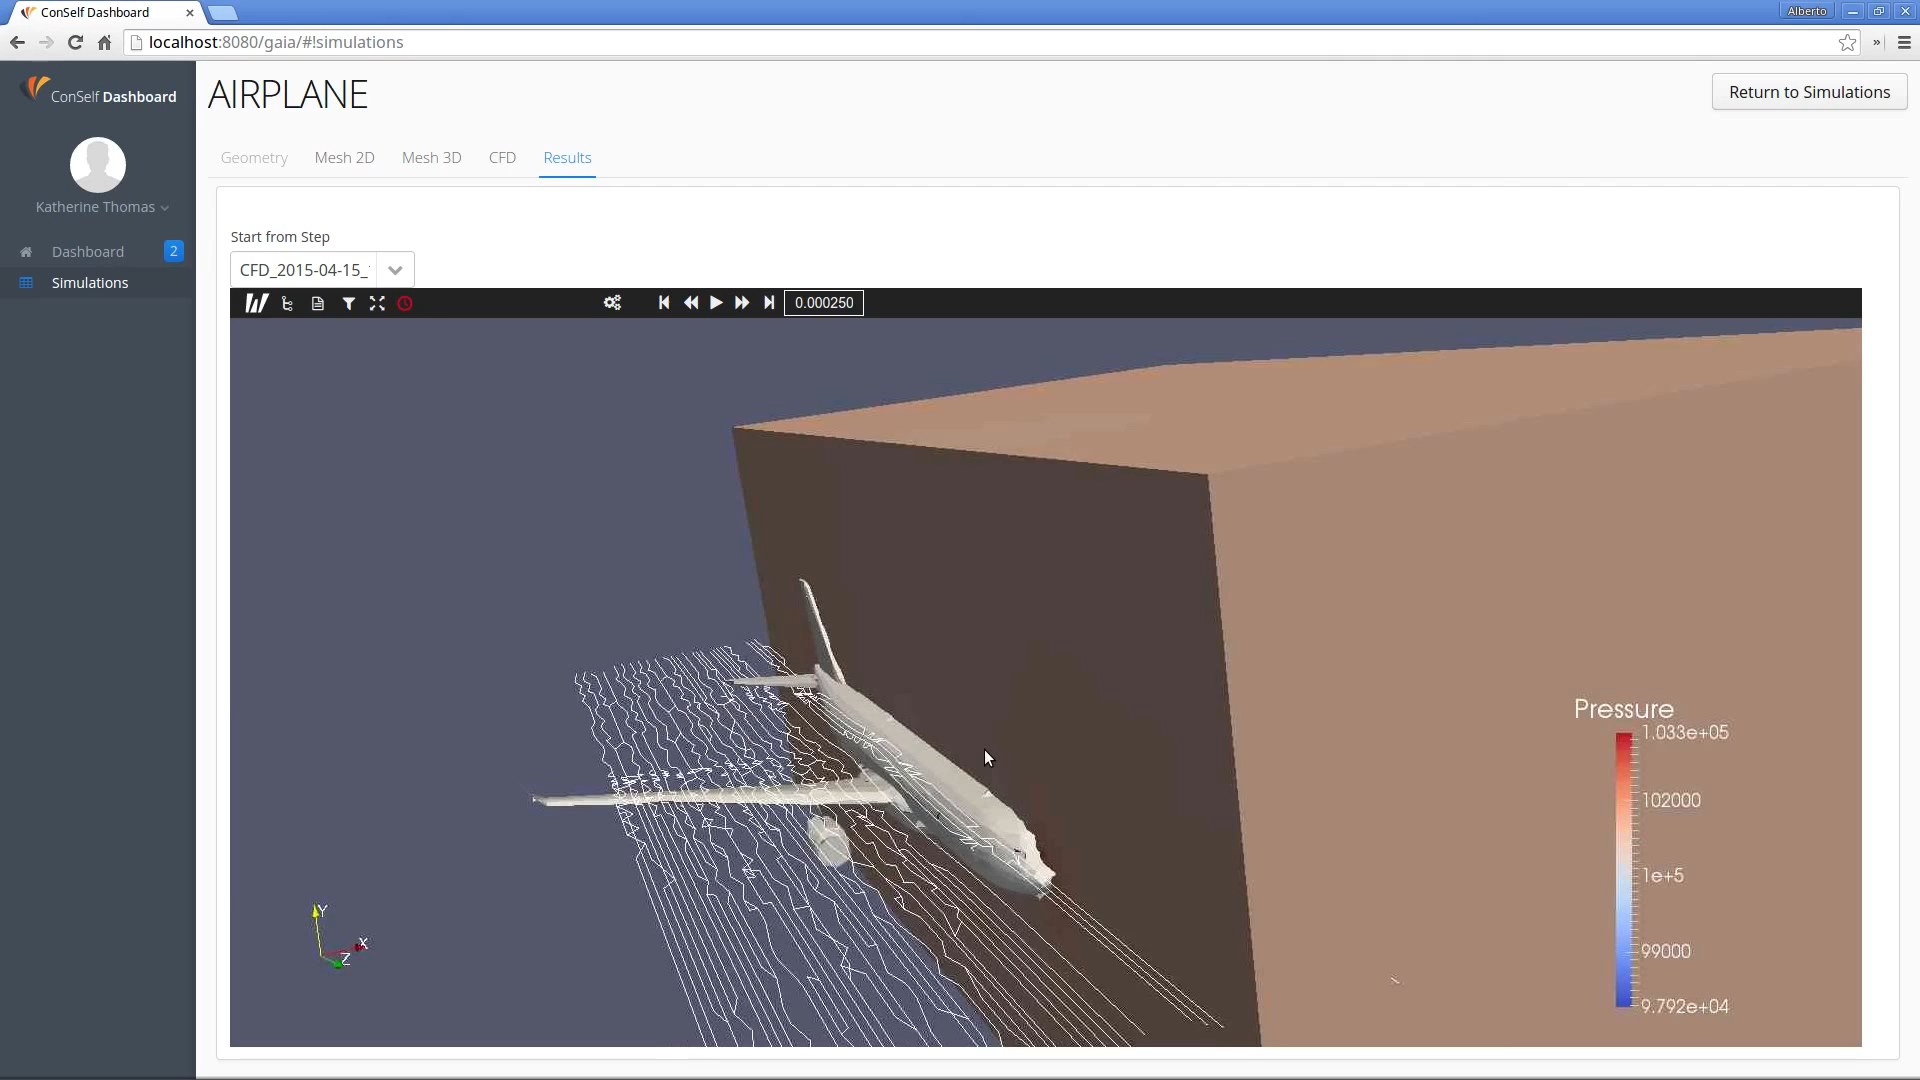 ConSelf Dashboard
Alberto
localhost:8080/gaia/#!simulations
ConSelf Dashboard
AIRPLANE
Return to Simulations
Geometry
Mesh 2D
Mesh 3D
CFD
Results
Katherine Thomas
Dashboard
2
Simulations
Start from Step
CFD_2015-04-15_
0.000250
Pressure
1.033e+05
102000
1e+5
99000
9.792e+04
Y
X
Z